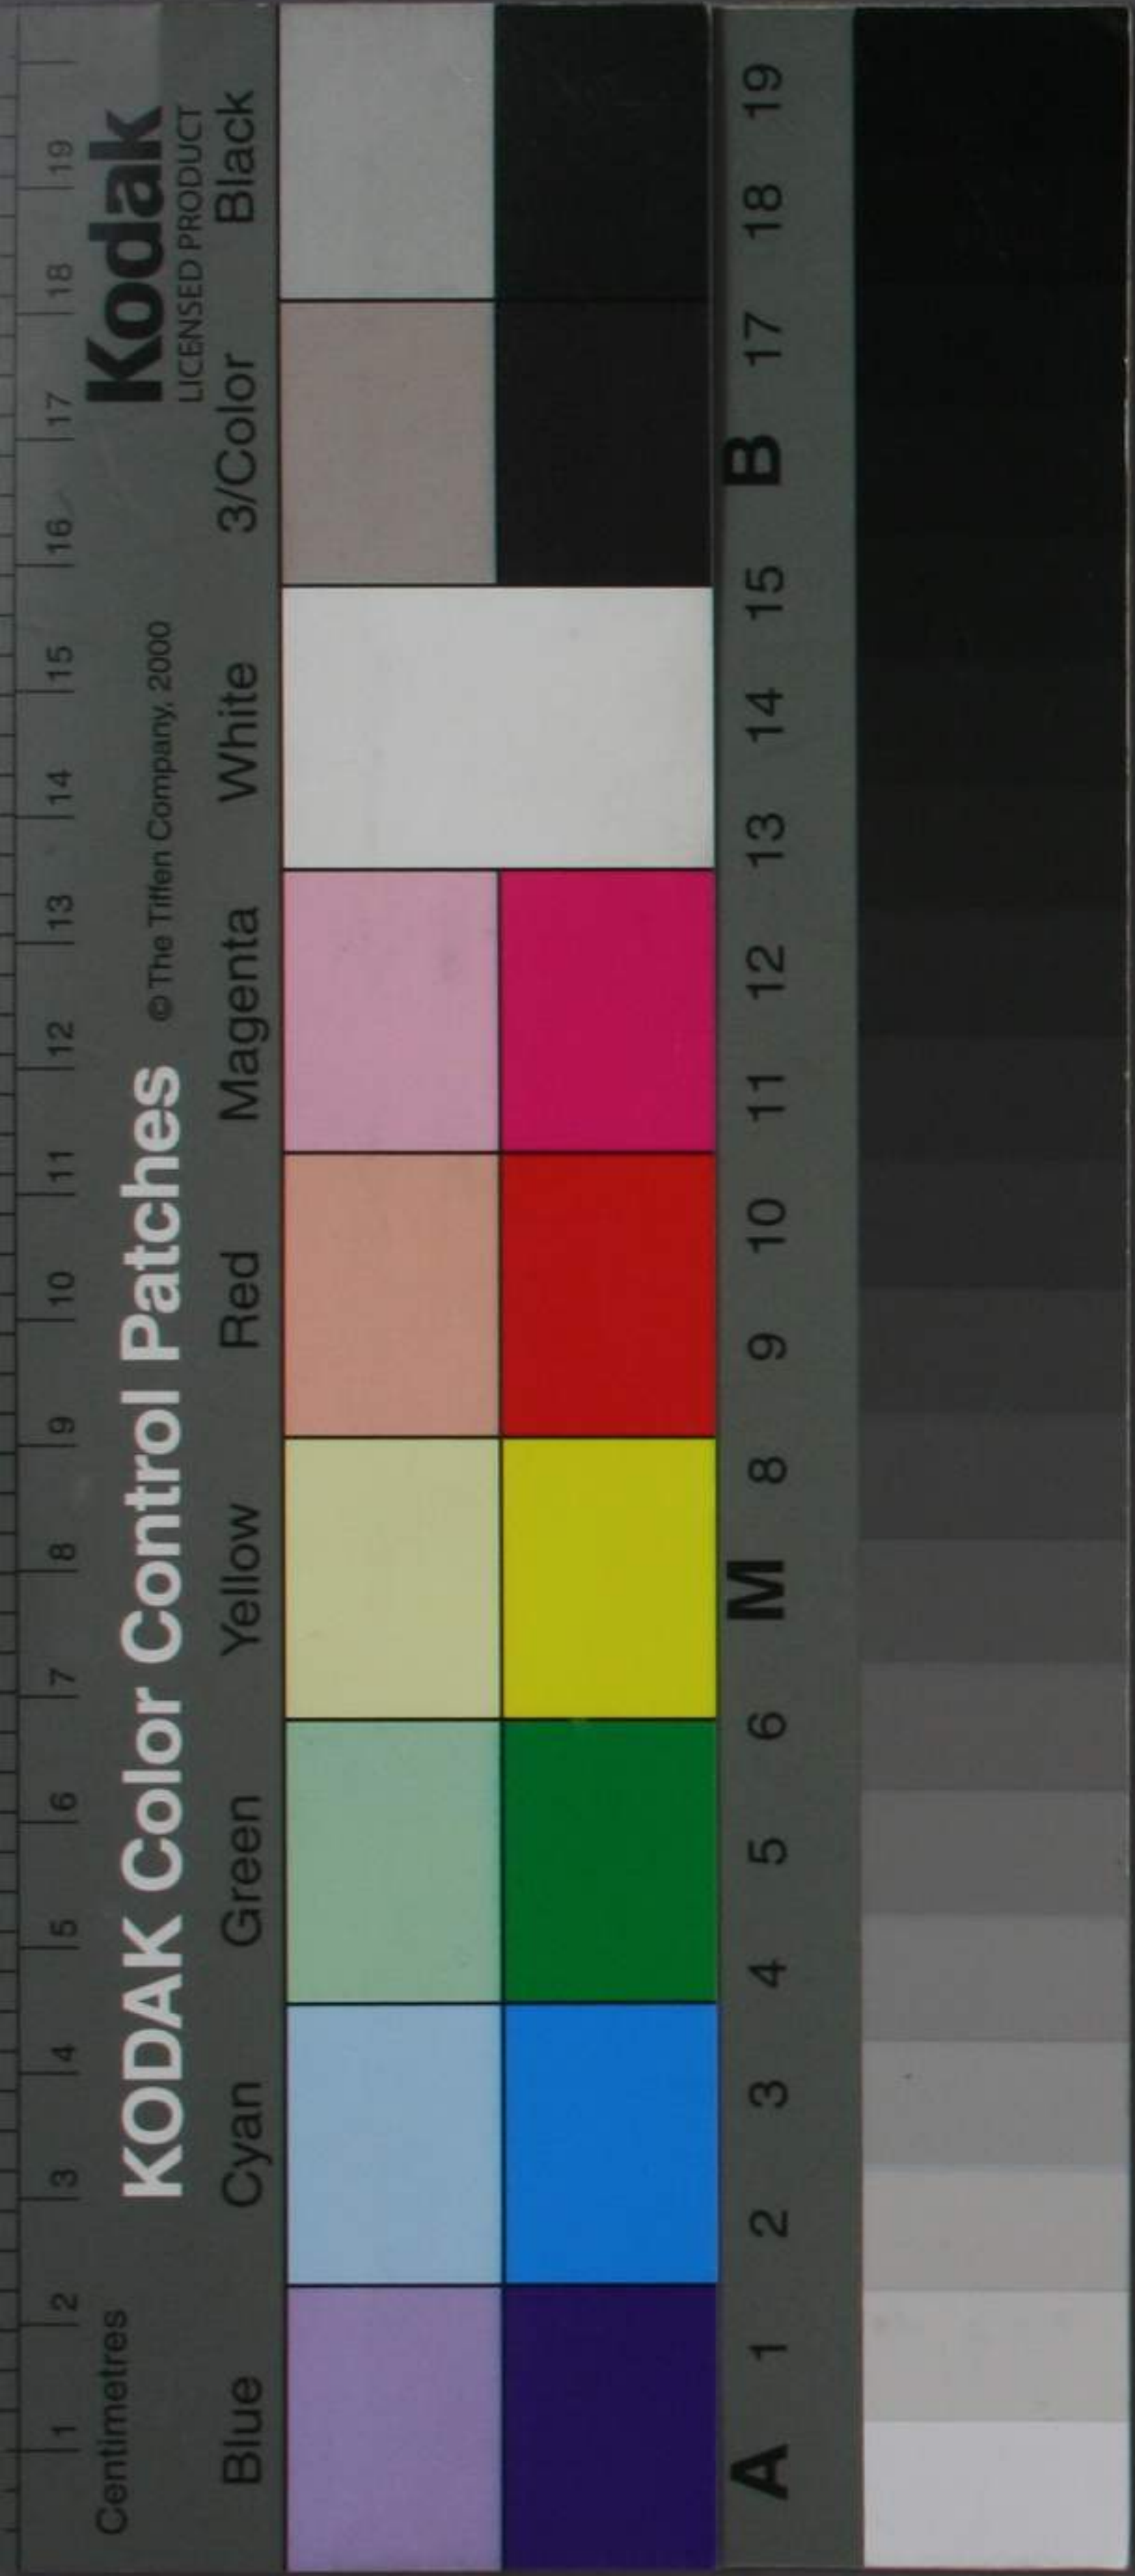 Centimetres
1 2 3 4 5 6 7 8 9 10 11 12 13 14 15 16 17 18 19
KODAK Color Control Patches © The Tiffen Company, 2000
Kodak
LICENSED PRODUCT
Blue Cyan Green Yellow Red Magenta White 3/Color Black
A 1 2 3 4 5 6 M 8 9 10 11 12 13 14 15 B 17 18 19